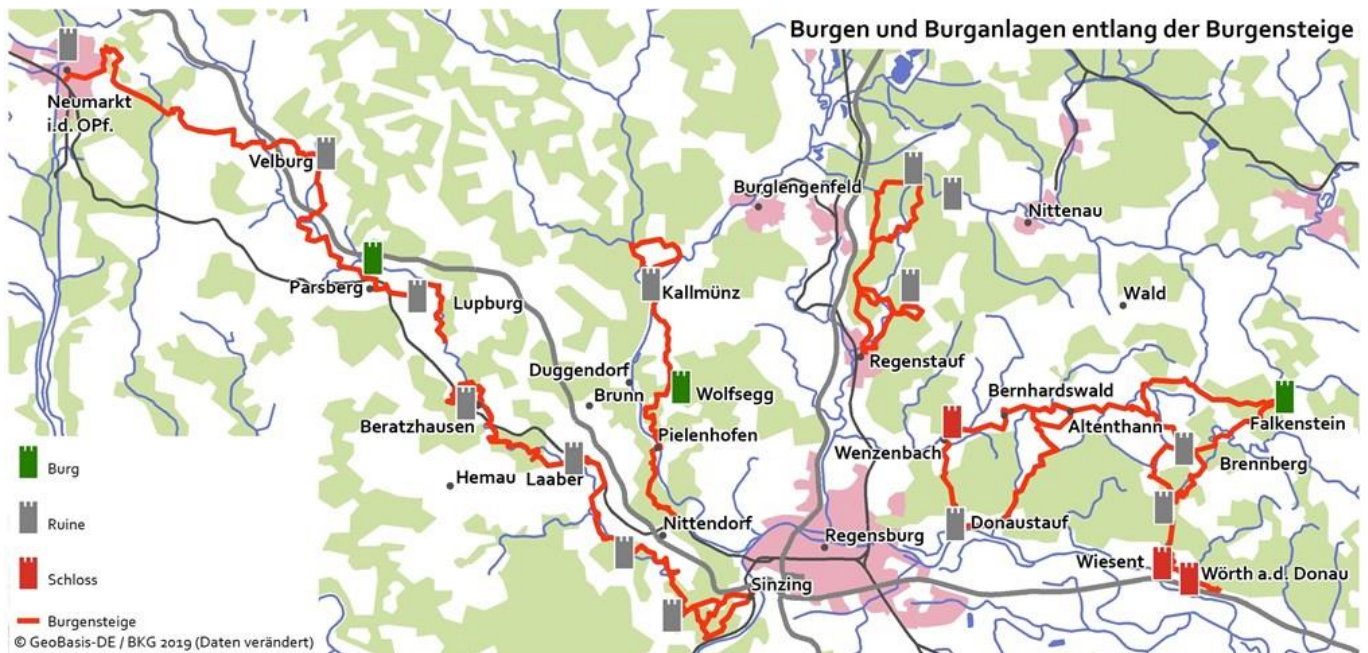 Burgen und Burganlagen entlang der Burgensteige
Neumarkt
i.d. OPf.
Velburg
Burglengenfeld
Nittenau
Parsberg
Lupburg
Kallmünz
Wald
Regenstauf
Duggendorf
Brunn
Wolfsegg
Bernhardswald
Beratzhausen
Pielenhofen
Wenzenbach
Altenthann
Falkenstein
Hemau
Laaber
Brennberg
Nittendorf
Regensburg
Donaustauf
Sinzing
Wiesent
Wörth a.d. Donau
Burg
Ruine
Schloss
Burgensteige
© GeoBasis-DE / BKG 2019 (Daten verändert)